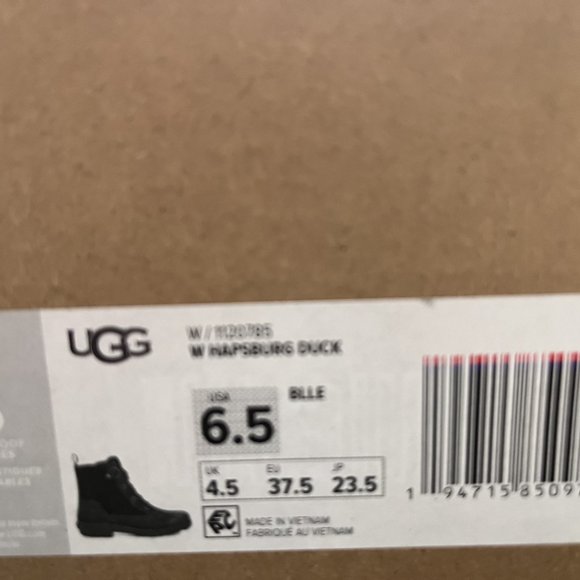 UGG
W/1130785
W HAPSBURG DUCK
USA
BLLE
6.5
UK EU JP
4.5 37.5 23.5
MADE IN VIETNAM
FABRIQUÉ AU VIETNAM
1 94715 8509